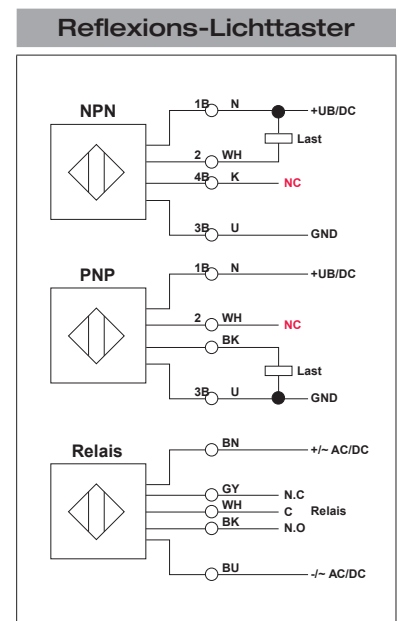 Reflexions-Lichttaster
NPN
1B N +UB/DC
Last
2 WH
4B K NC
3B U GND
PNP
1B N +UB/DC
2 WH NC
BK
Last
3B U GND
Relais
BN +/~ AC/DC
GY N.C
WH C Relais
BK N.O
BU -/~ AC/DC